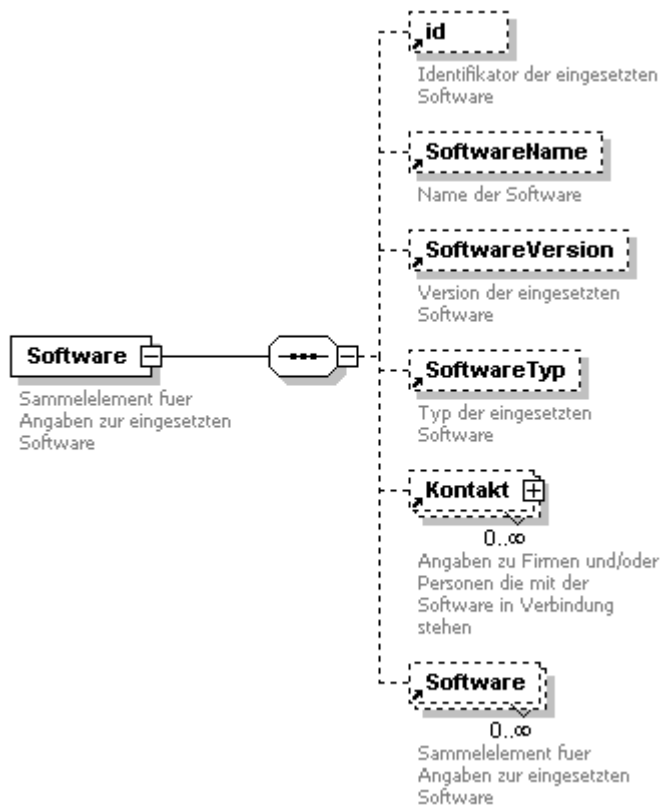 id
Identifikator der eingesetzten
Software
SoftwareName
Name der Software
SoftwareVersion
Version der eingesetzten
Software
Software
Sammelelement fuer
Angaben zur eingesetzten
Software
SoftwareTyp
Typ der eingesetzten
Software
Kontakt
0..∞
Angaben zu Firmen und/oder
Personen die mit der
Software in Verbindung
stehen
Software
0..∞
Sammelelement fuer
Angaben zur eingesetzten
Software